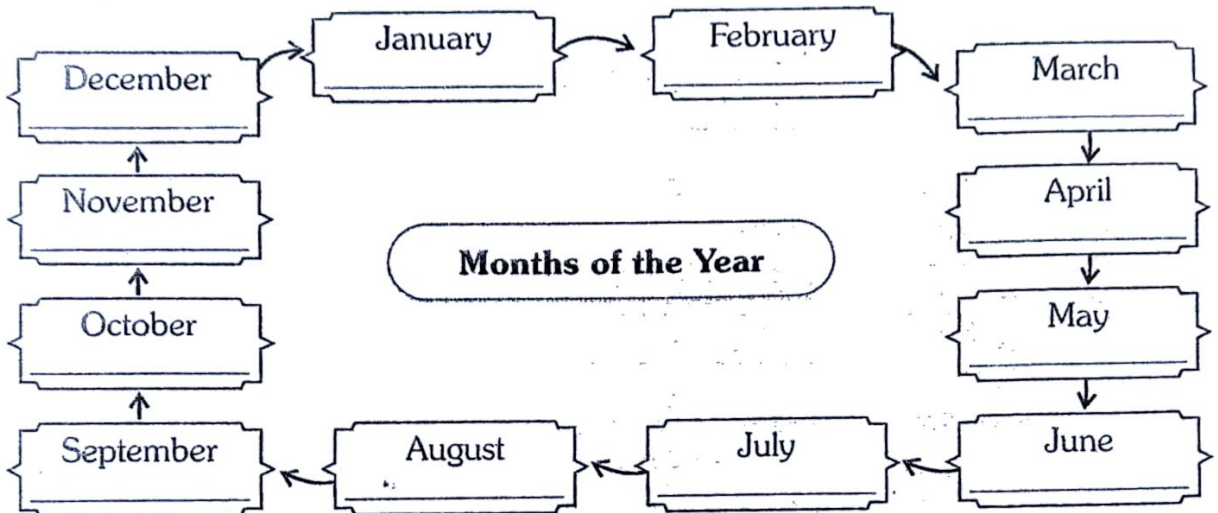 January
February
March
April
May
June
July
August
September
October
November
December
Months of the Year